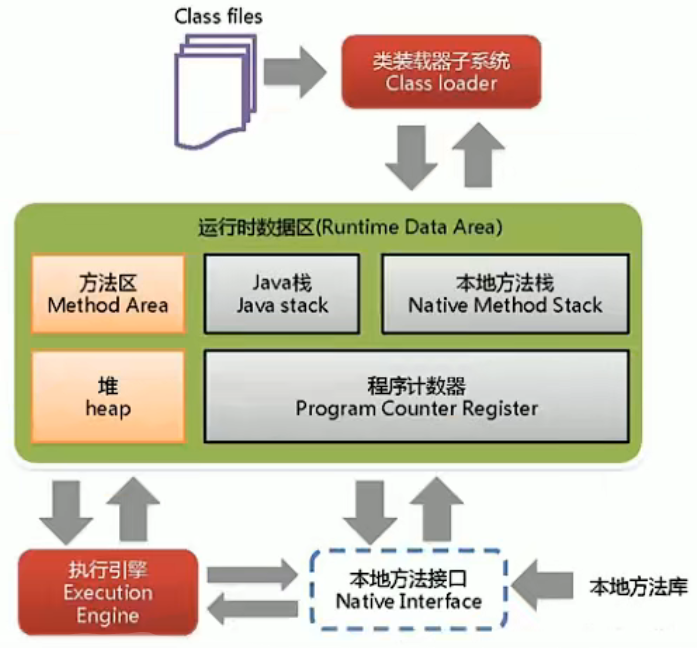 Class files
类装载器子系统
Class loader
运行时数据区(Runtime Data Area)
方法区
Method Area
Java栈
Java stack
本地方法栈
Native Method Stack
堆
heap
程序计数器
Program Counter Register
执行引擎
Execution
Engine
本地方法接口
Native Interface
本地方法库